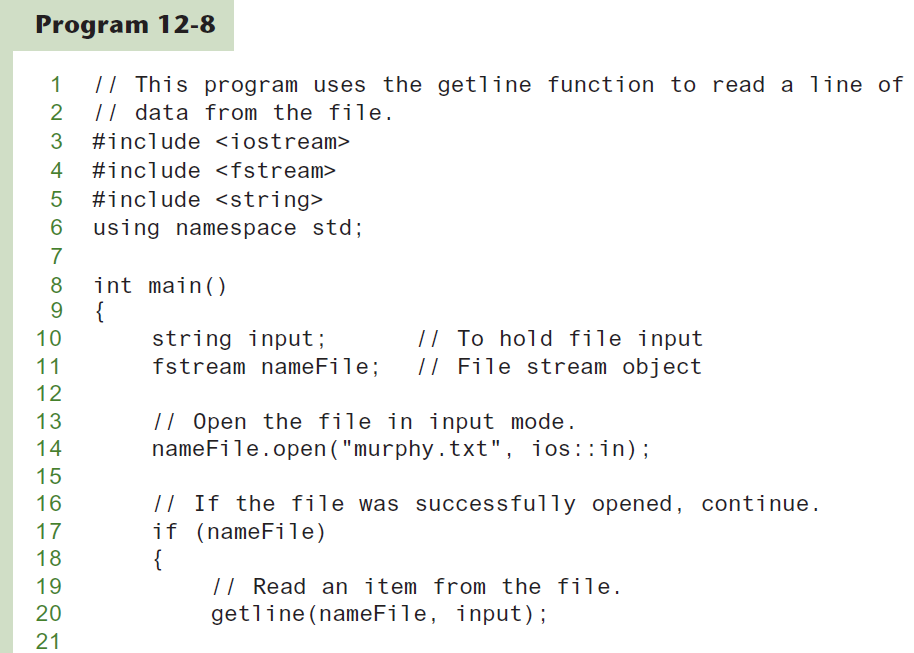 Program 12-8
1 // This program uses the getline function to read a line of
2 // data from the file.
3 #include <iostream>
4 #include <fstream>
5 #include <string>
6 using namespace std;
7
8 int main()
9 {
10 string input; // To hold file input
11 fstream nameFile; // File stream object
12
13 // Open the file in input mode.
14 nameFile.open("murphy.txt", ios::in);
15
16 // If the file was successfully opened, continue.
17 if (nameFile)
18 {
19 // Read an item from the file.
20 getline(nameFile, input);
21